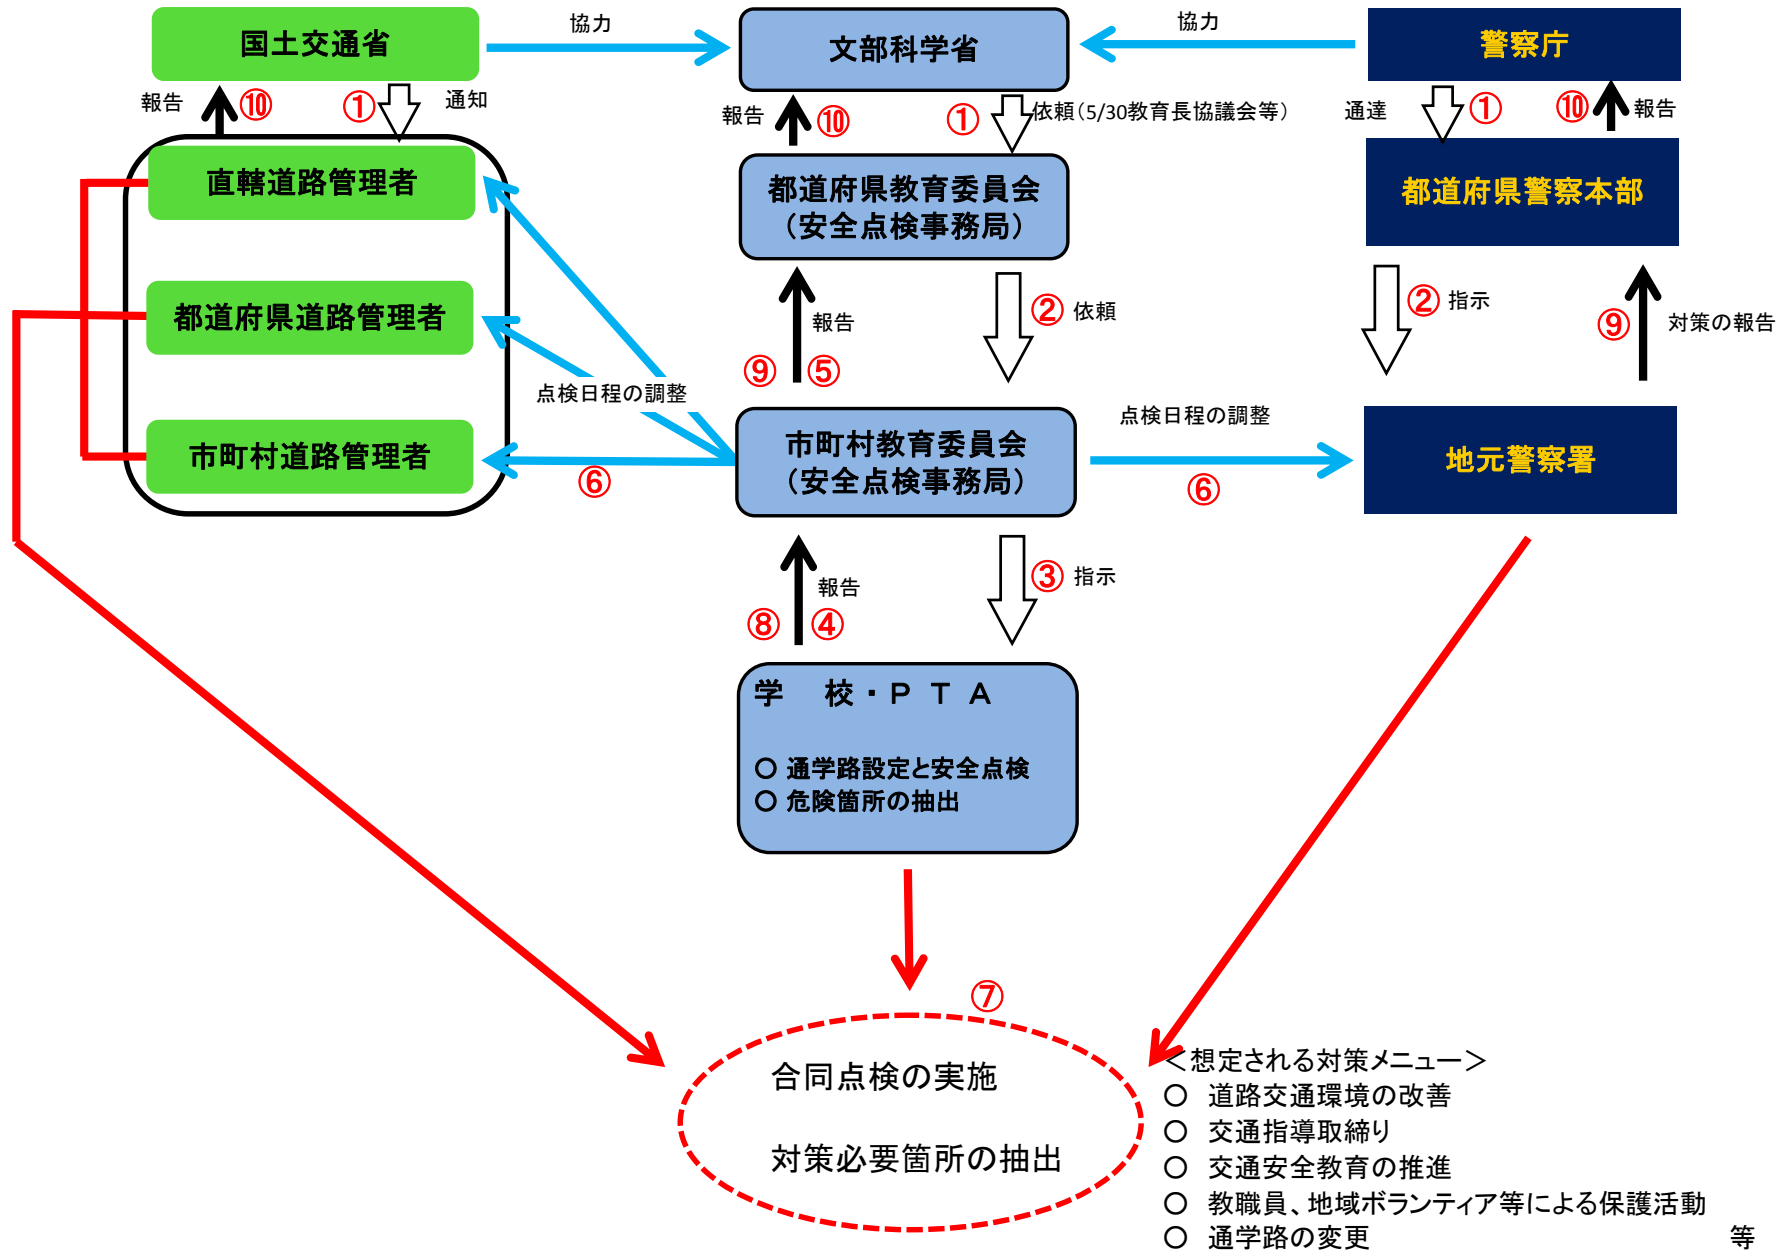 国土交通省
協力
文部科学省
協力
警察庁
報告
⑩
①
通知
報告
⑩
①
依頼(5/30教育長協議会等)
通達
①
⑩
報告
直轄道路管理者
都道府県教育委員会
(安全点検事務局)
都道府県警察本部
都道府県道路管理者
報告
⑨
⑤
②
依頼
②
指示
⑨
対策の報告
点検日程の調整
点検日程の調整
市町村道路管理者
⑥
市町村教育委員会
(安全点検事務局)
⑥
地元警察署
報告
⑧
④
③
指示
学 校・PTA
○ 通学路設定と安全点検
○ 危険箇所の抽出
⑦
合同点検の実施
対策必要箇所の抽出
<想定される対策メニュー>
○ 道路交通環境の改善
○ 交通指導取締り
○ 交通安全教育の推進
○ 教職員、地域ボランティア等による保護活動
○ 通学路の変更 等